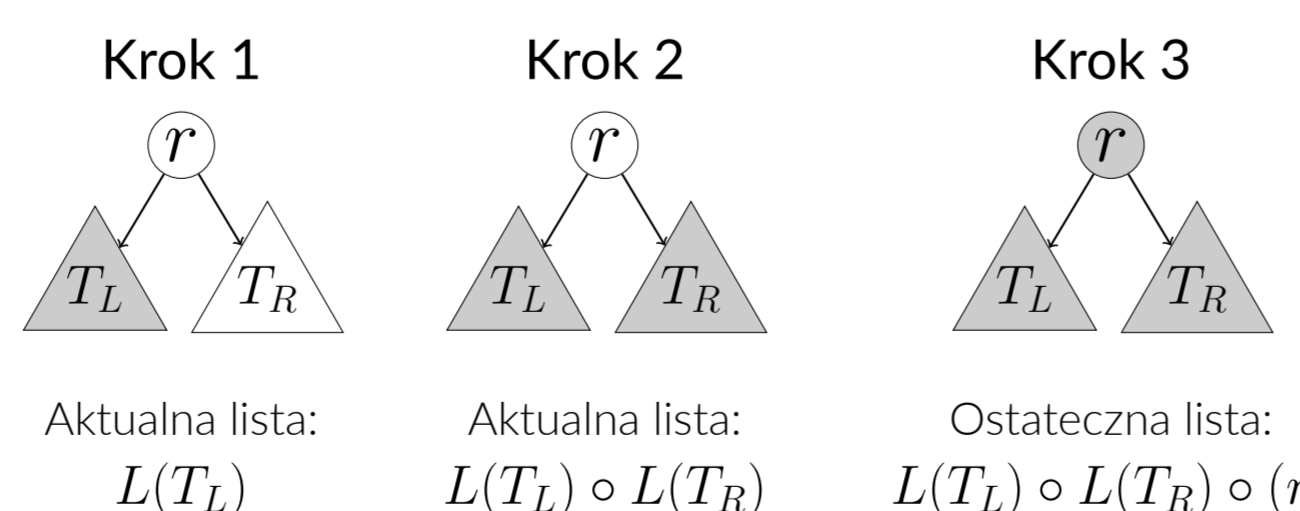 Krok 1 Krok 2 Krok 3
r r r
T_L T_R T_L T_R T_L T_R
Aktualna lista: Aktualna lista: Ostateczna lista:
L(T_L) L(T_L) ∘ L(T_R) L(T_L) ∘ L(T_R) ∘ (